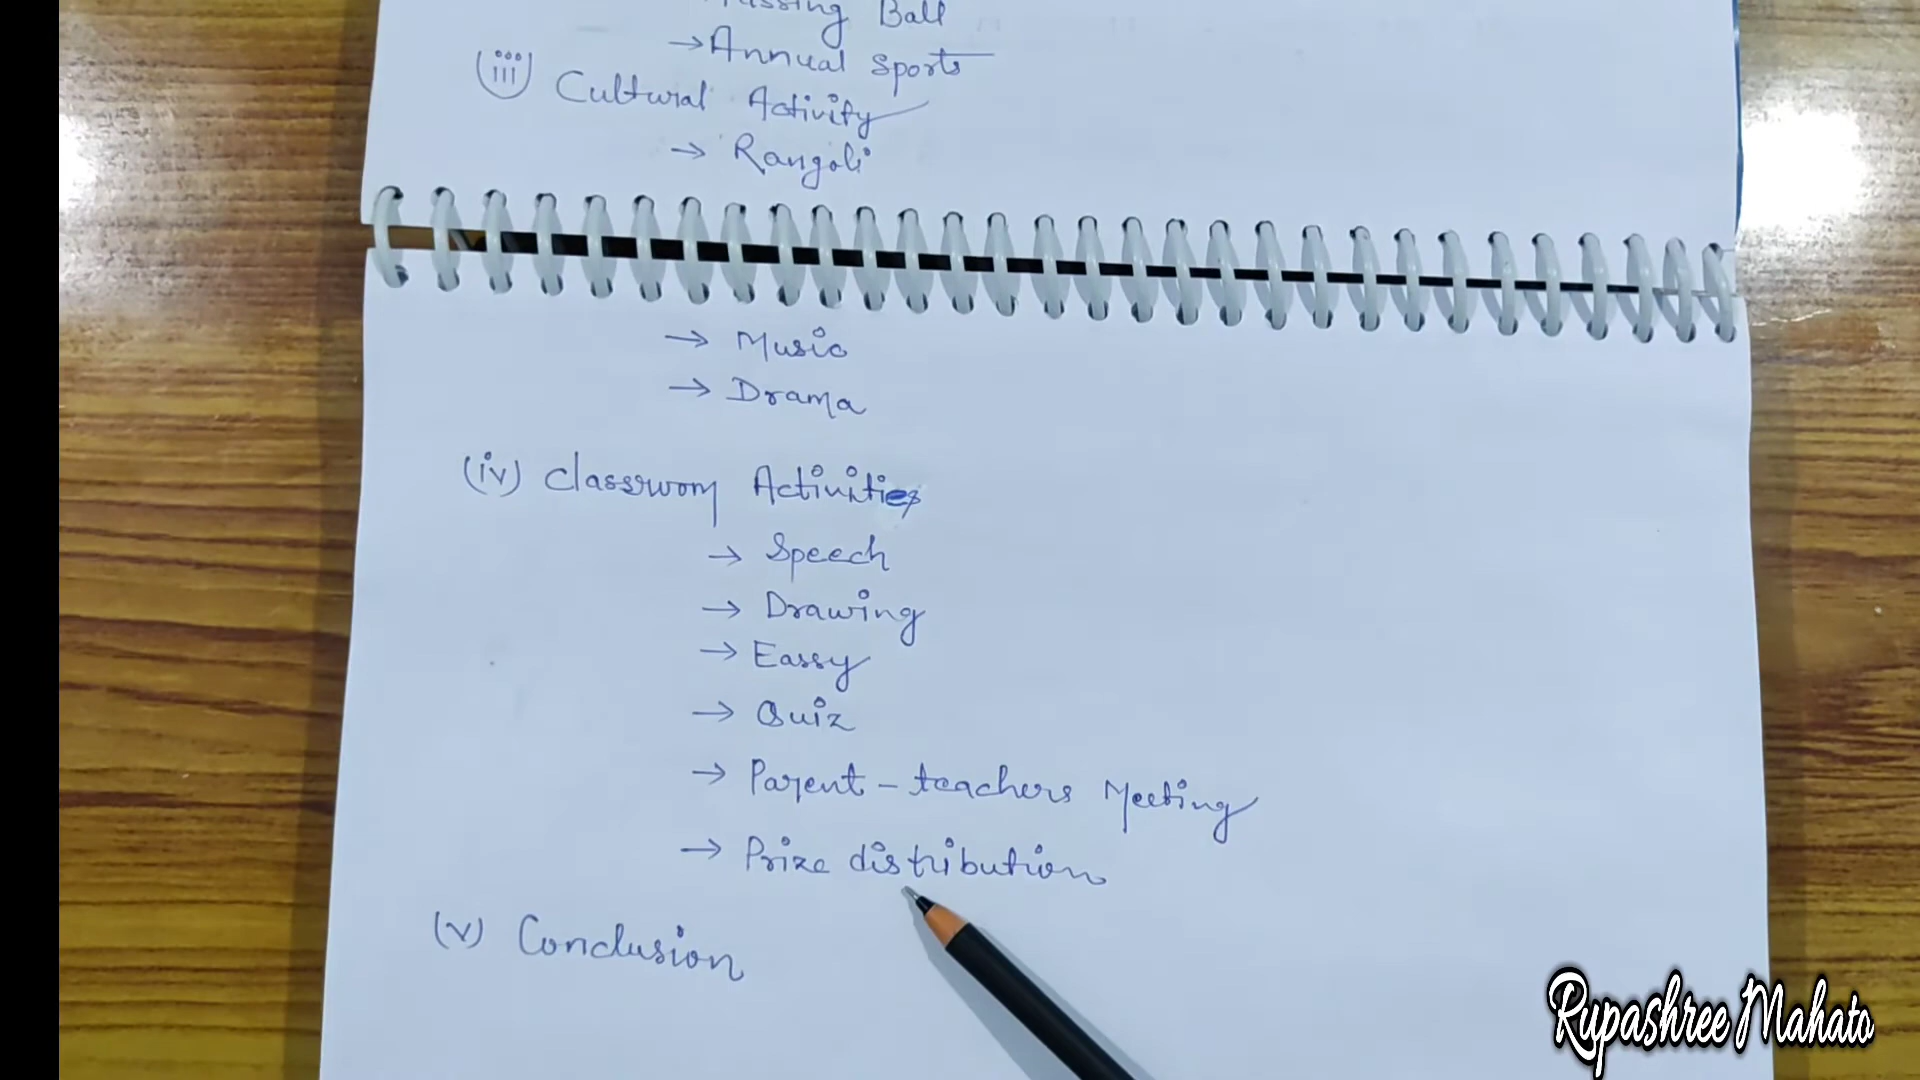 Passing Ball
→ Annual Sports
(iii) Cultural Activity
→ Rangoli
→ Music
→ Drama
(iv) Classroom Activities
→ Speech
→ Drawing
→ Eassy
→ Quiz
→ Parent - teachers Meeting
→ Prize distribution
(v) Conclusion
Rupashree Mahato